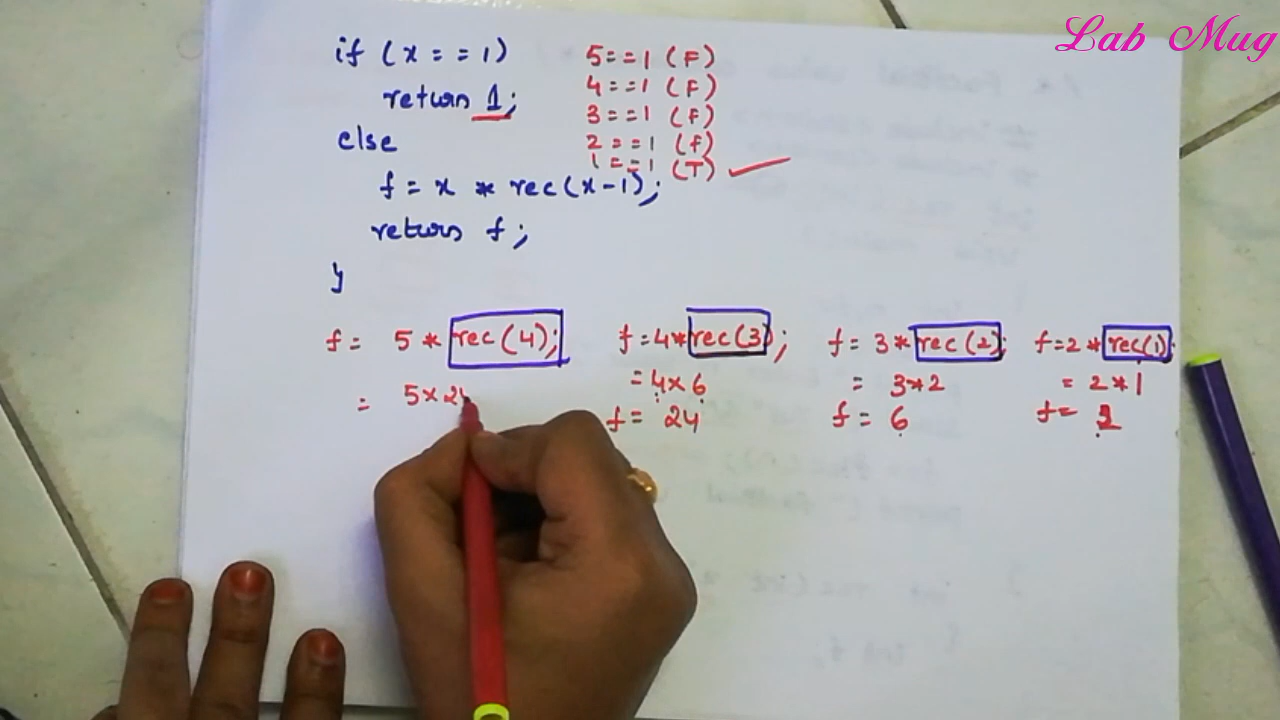 Lab Mug
if (x==1)
return 1;
else
f = x * rec(x-1);
return f;
}
5==1 (F)
4==1 (F)
3==1 (F)
2==1 (f)
1==1 (T)
f= 5 * rec(4);
= 5×24
f=4*rec(3);
=4×6
f= 24
f= 3*rec(2);
= 3*2
f= 6
f=2*rec(1);
= 2*1
f= 2